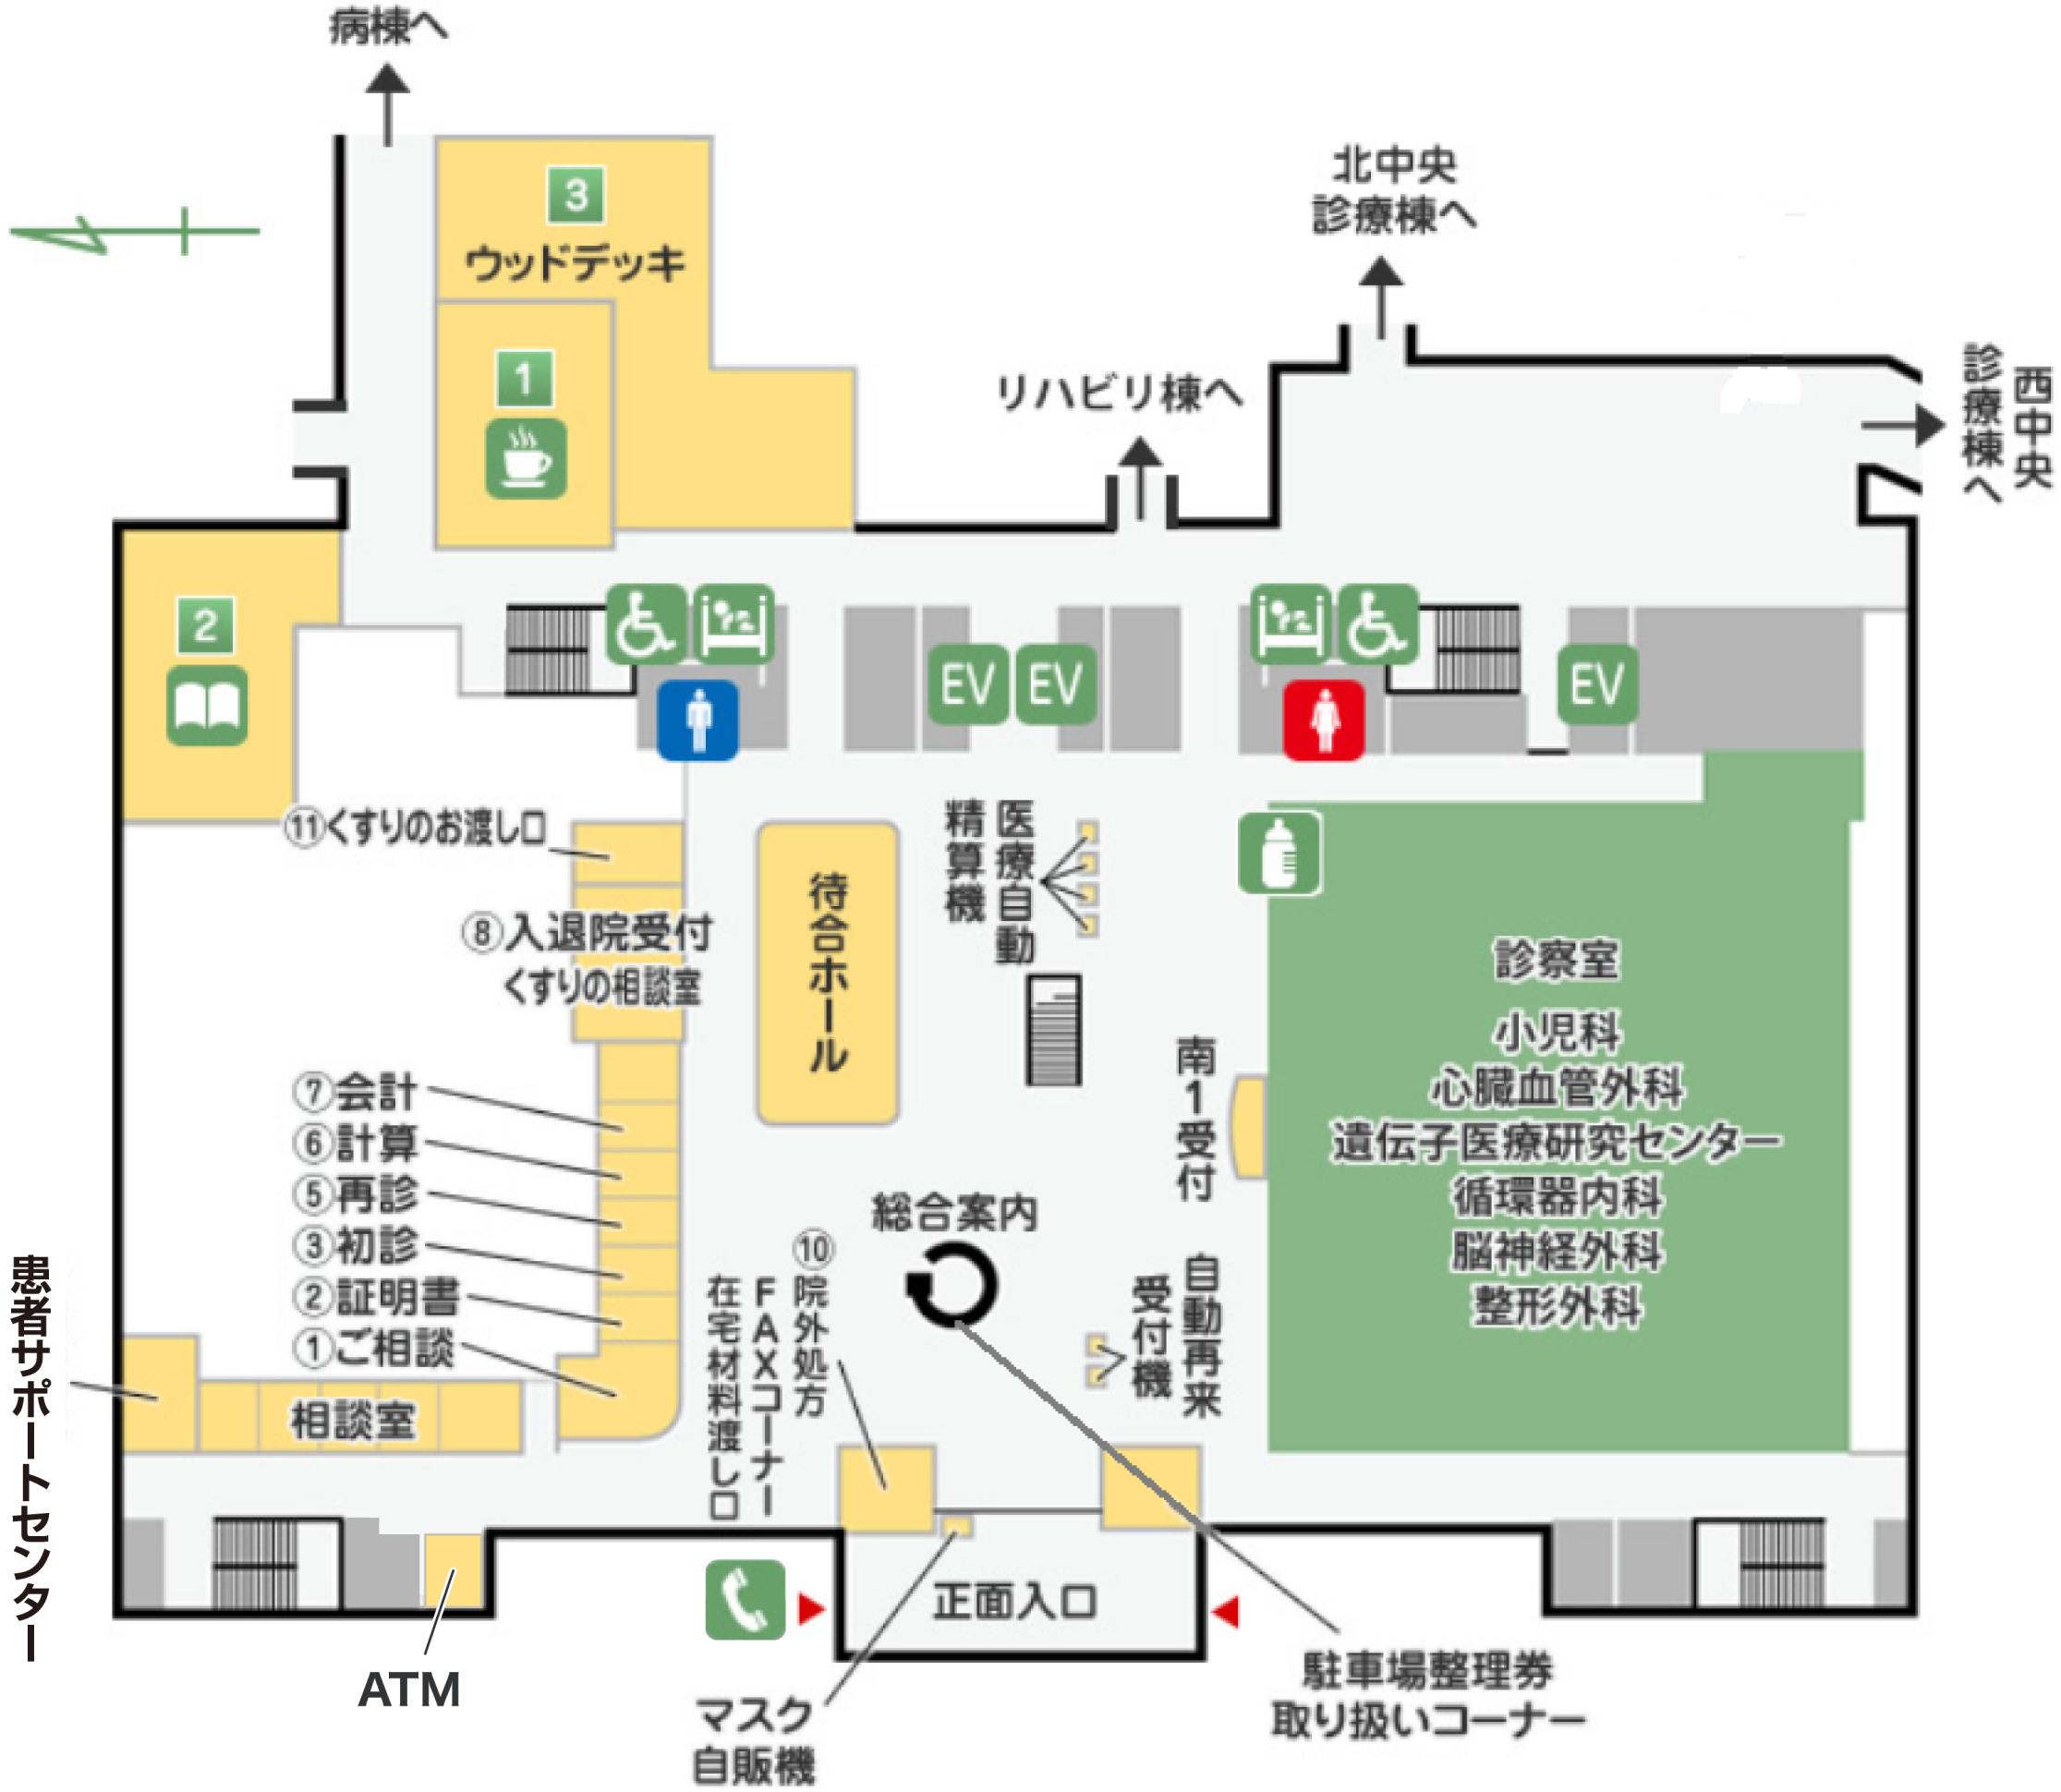 病棟へ
北中央
診療棟へ
3
ウッドデッキ
1
リハビリ棟へ
西中央
診療棟へ
2
EV
EV
EV
⑪くすりのお渡し口
医療自動
精算機
待合ホール
⑧入退院受付
くすりの相談室
診察室
小児科
心臓血管外科
遺伝子医療研究センター
循環器内科
脳神経外科
整形外科
南1受付
⑦会計
⑥計算
⑤再診
③初診
②証明書
①ご相談
総合案内
⑩院外処方
FAXコーナー
在宅材料渡し口
自動再来
受付機
患者サポートセンター
相談室
正面入口
ATM
マスク
自販機
駐車場整理券
取り扱いコーナー